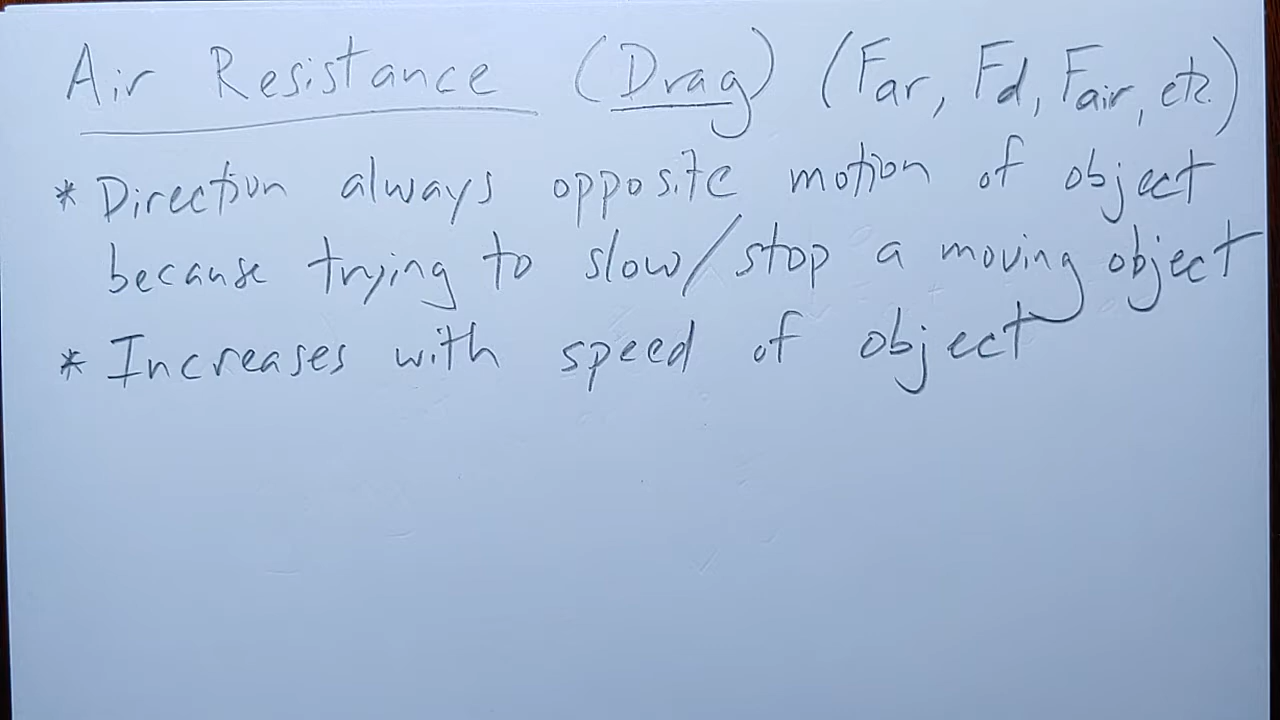 Air Resistance (Drag) (Far, Fd, Fair, etc.)
* Direction always opposite motion of object
because trying to slow/stop a moving object
* Increases with speed of object